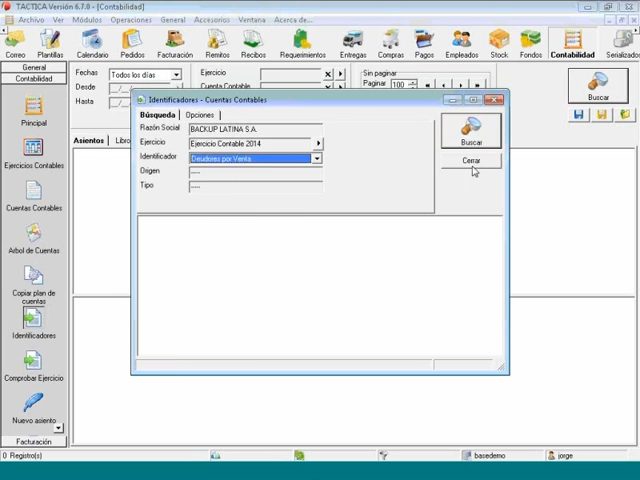 TACTICA Versión 6.7.0 - [Contabilidad]
Archivo Ver Módulos Operaciones General Accesorios Ventana Acerca de...
Correo Plantillas Calendario Pedidos Facturación Remitos Recibos Requerimientos Entregas Compras Pagos Empleados Stock Fondos Contabilidad Serializados
General
Contabilidad
Fechas Todos los días
Desde
Hasta
Ejercicio
Cuenta Contable
Sin paginar
Paginar 100
Buscar
Asientos Libro
Principal
Ejercicios Contables
Cuentas Contables
Arbol de Cuentas
Copiar plan de cuentas
Identificadores
Comprobar Ejercicio
Nuevo asiento
Facturación
Identificadores - Cuentas Contables
Búsqueda Opciones
Razón Social BACKUP LATINA S.A.
Ejercicio Ejercicio Contable 2014
Identificador Deudores por Venta
Origen ----
Tipo ----
Buscar
Cerrar
0 Registro(s) basedemo jorge